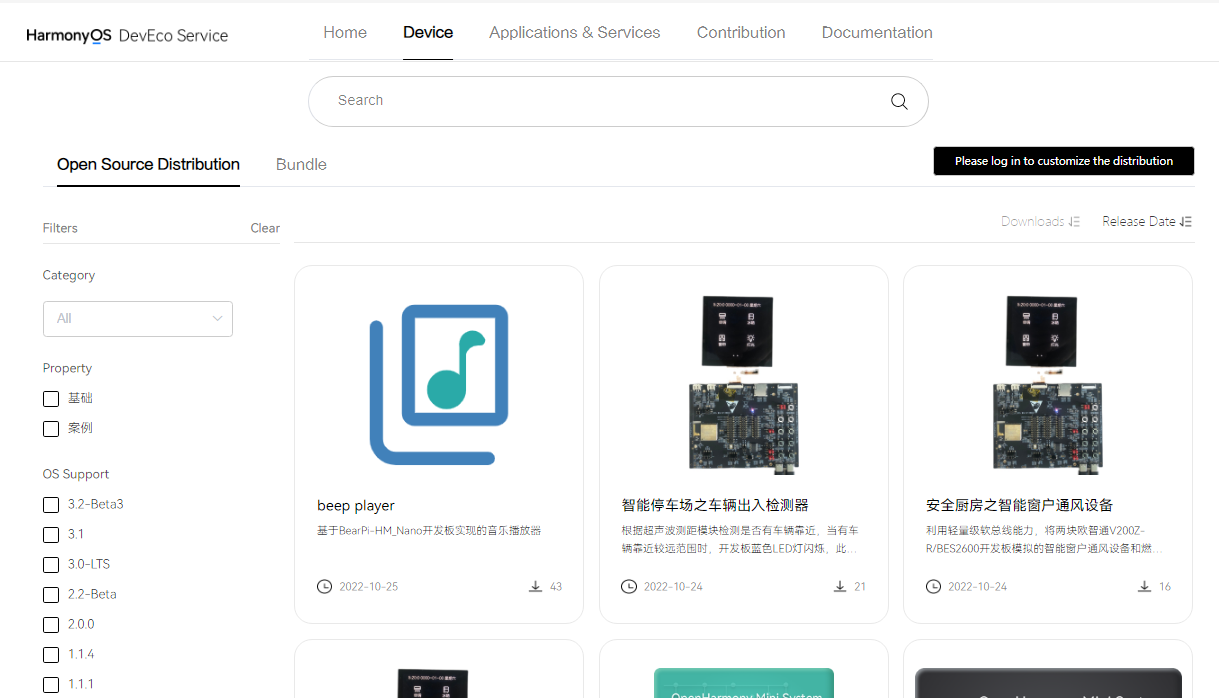 HarmonyOS DevEco Service
Home
Device
Applications & Services
Contribution
Documentation
Search
Open Source Distribution
Bundle
Please log in to customize the distribution
Filters
Clear
Downloads
Release Date
Category
All
Property
基础
案例
OS Support
3.2-Beta3
3.1
3.0-LTS
2.2-Beta
2.0.0
1.1.4
1.1.1
beep player
基于BearPi-HM_Nano开发板实现的音乐播放器
2022-10-25
43
智能停车场之车辆出入检测器
根据超声波测距模块检测是否有车辆靠近，当有车
辆靠近较远范围时，开发板蓝色LED灯闪烁，此...
2022-10-24
21
安全厨房之智能窗户通风设备
利用轻量级软总线能力，将两块欧智通V200Z-
R/BES2600开发板模拟的智能窗户通风设备和燃...
2022-10-24
16
OpenHarmony Mini System